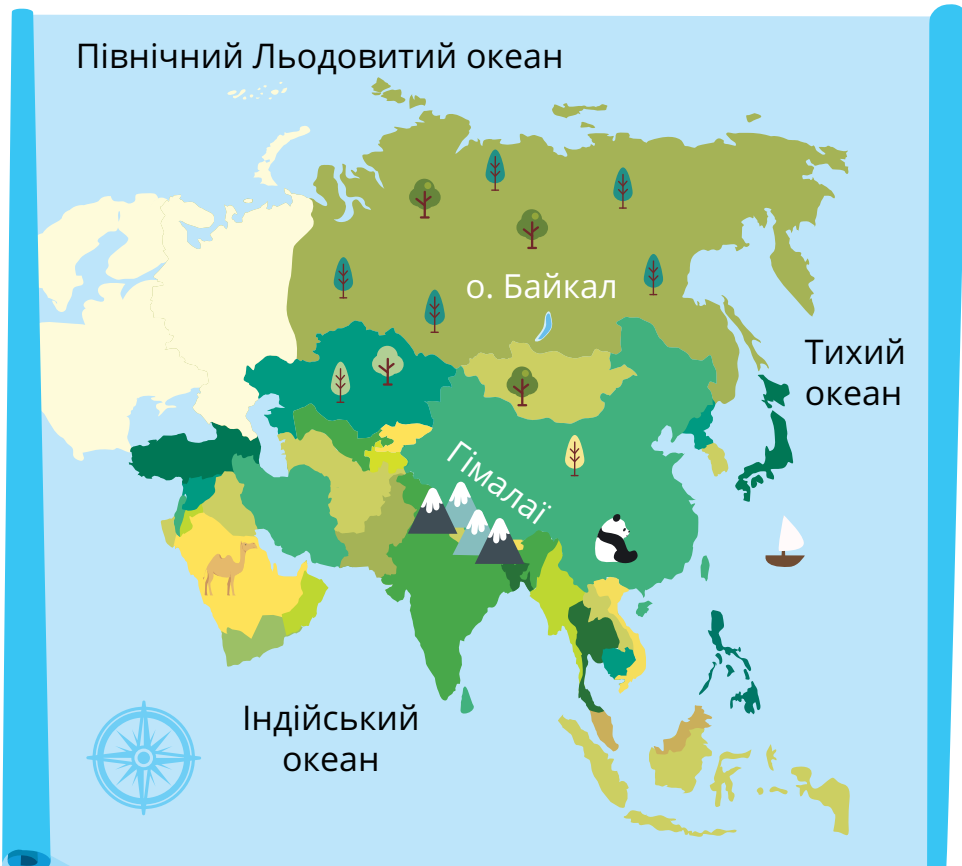 Північний Льодовитий океан
о. Байкал
Тихий
океан
Гімалаї
Індійський
океан